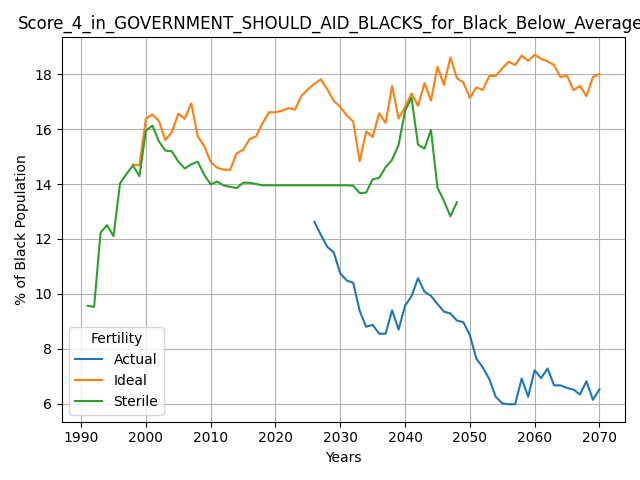 Score_4_in_GOVERNMENT_SHOULD_AID_BLACKS_for_Black_Below_Average
% of Black Population
18
16
14
12
10
8
6
Fertility
Actual
Ideal
Sterile
1990 2000 2010 2020 2030 2040 2050 2060 2070
Years